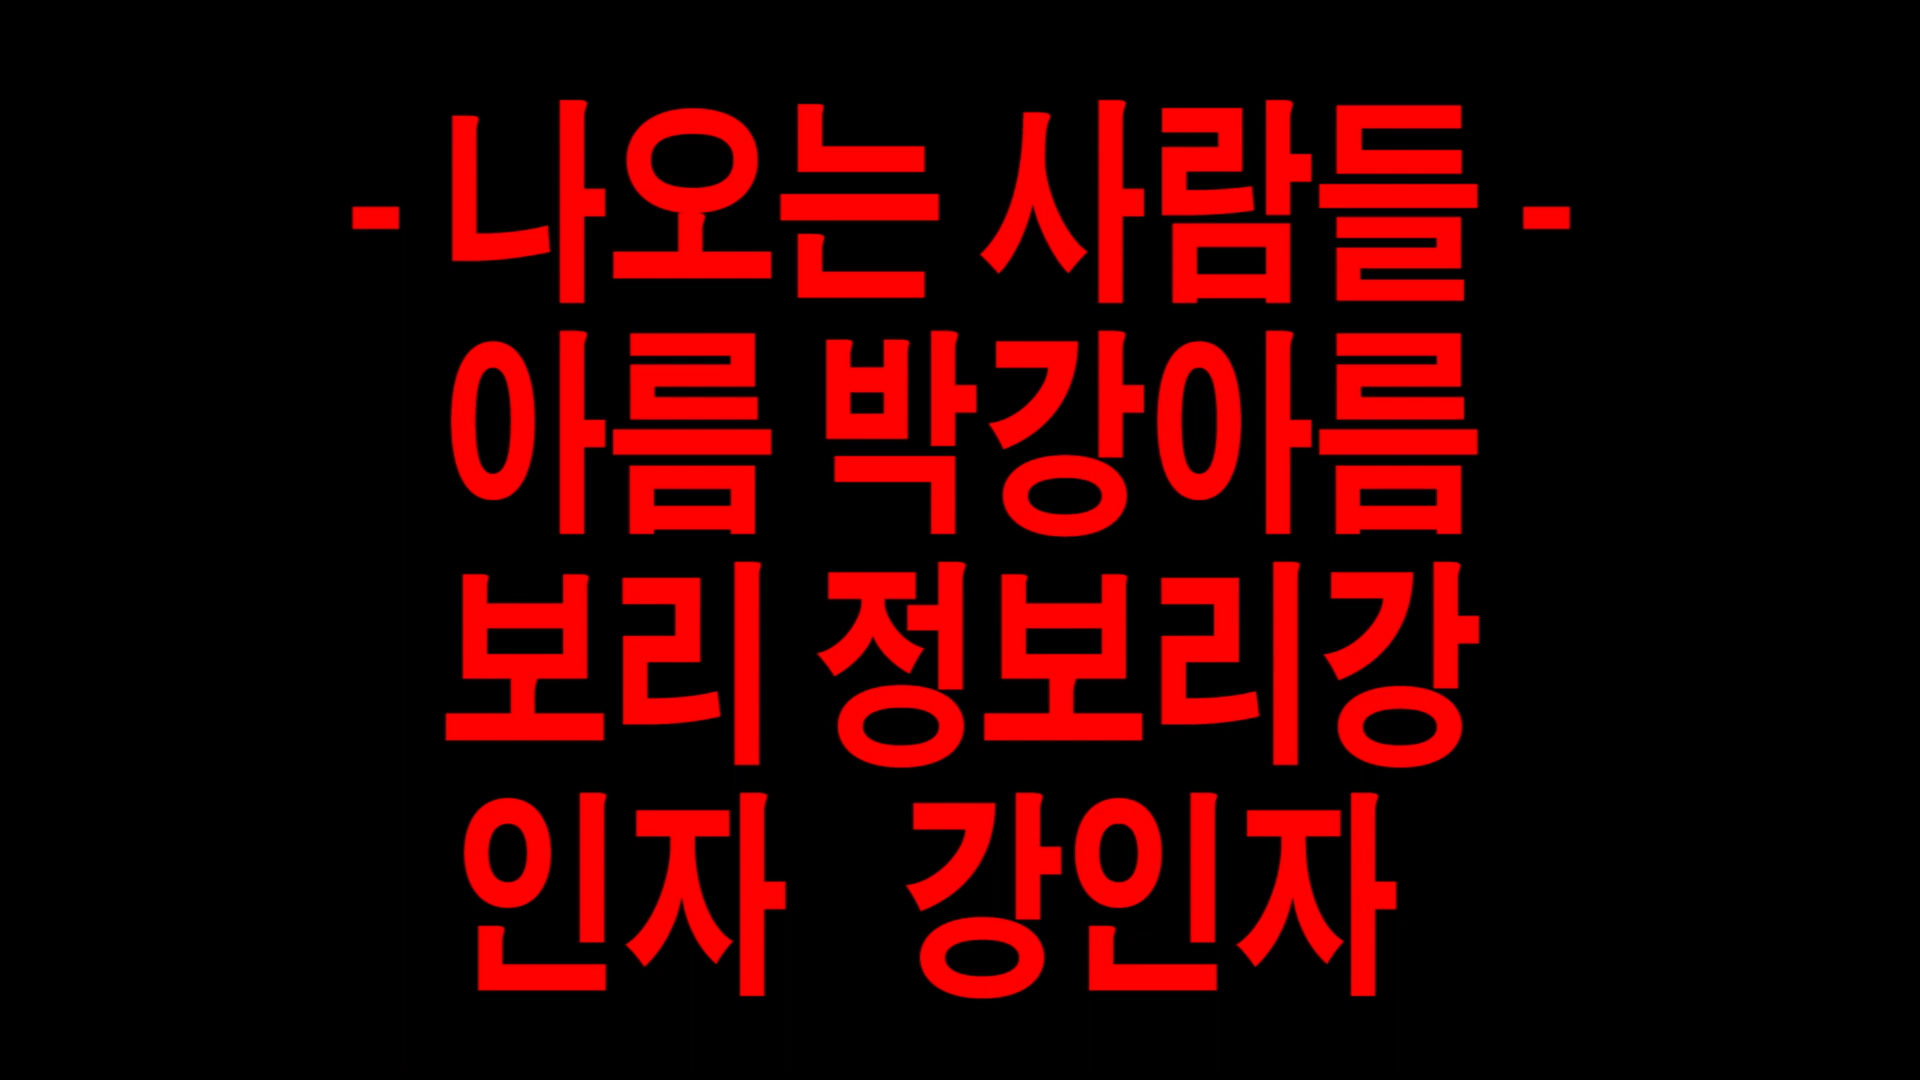 - 나오는 사람들 -
아름 박강아름
보리 정보리강
인자 강인자